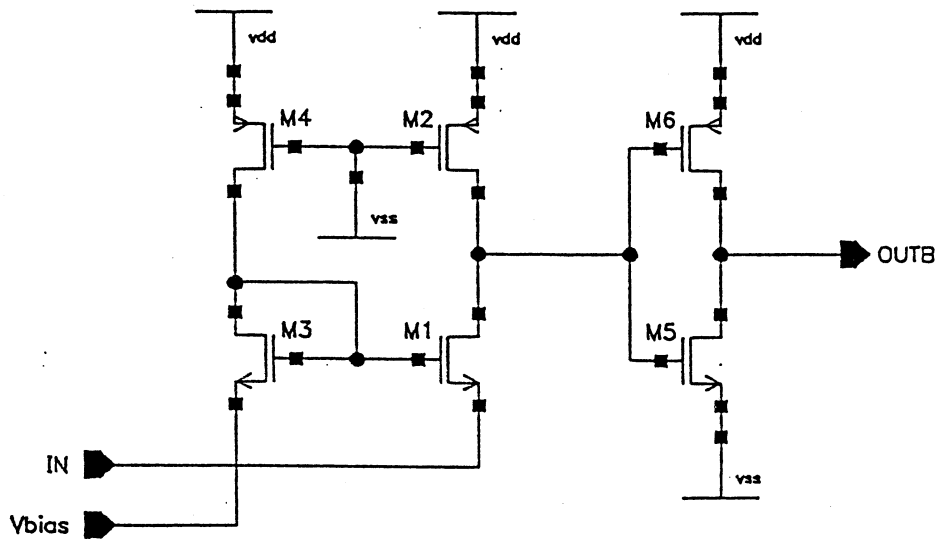 vdd
vdd
vdd
M4
M2
M6
vss
OUTB
M3
M1
M5
IN
vss
Vbias